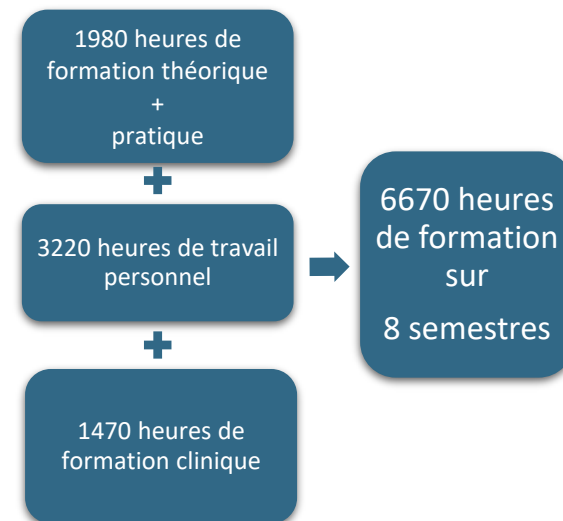 1980 heures de
formation théorique
+
pratique
3220 heures de travail
personnel
1470 heures de
formation clinique
6670 heures
de formation
sur
8 semestres